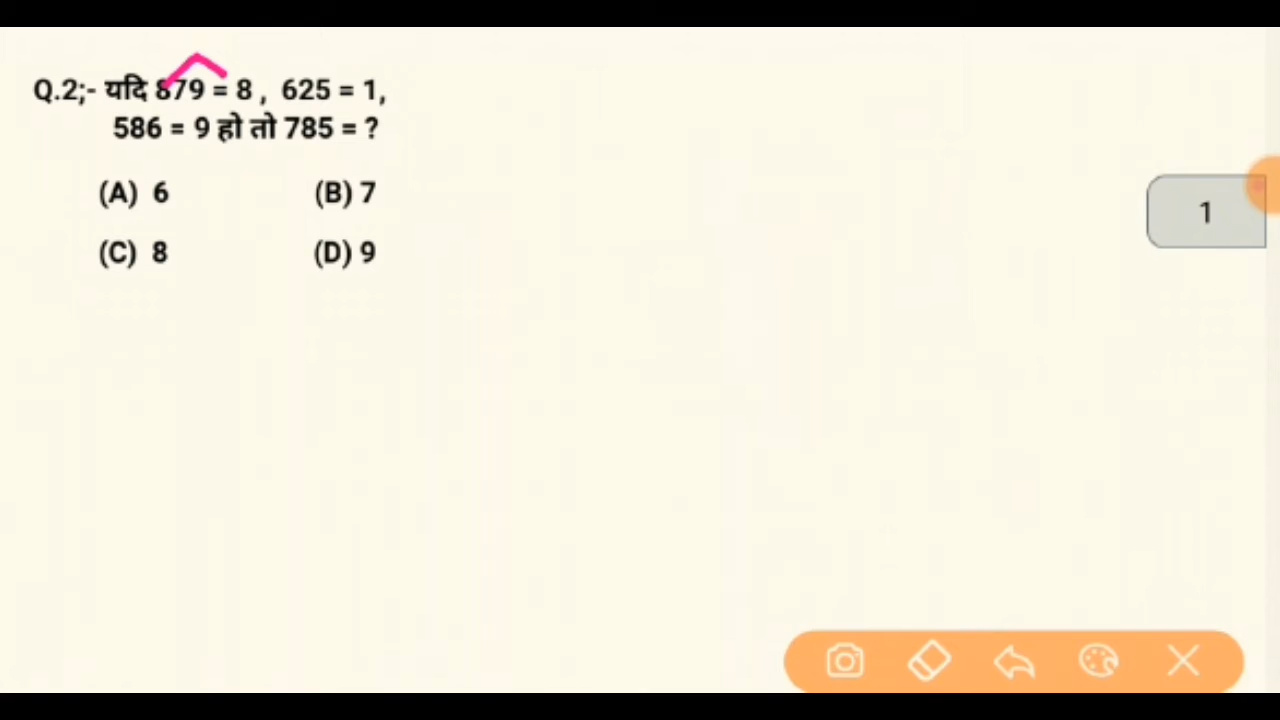 Q.2;- यदि 879 = 8 , 625 = 1,
586 = 9 हो तो 785 = ?
(A) 6 (B) 7
(C) 8 (D) 9
1